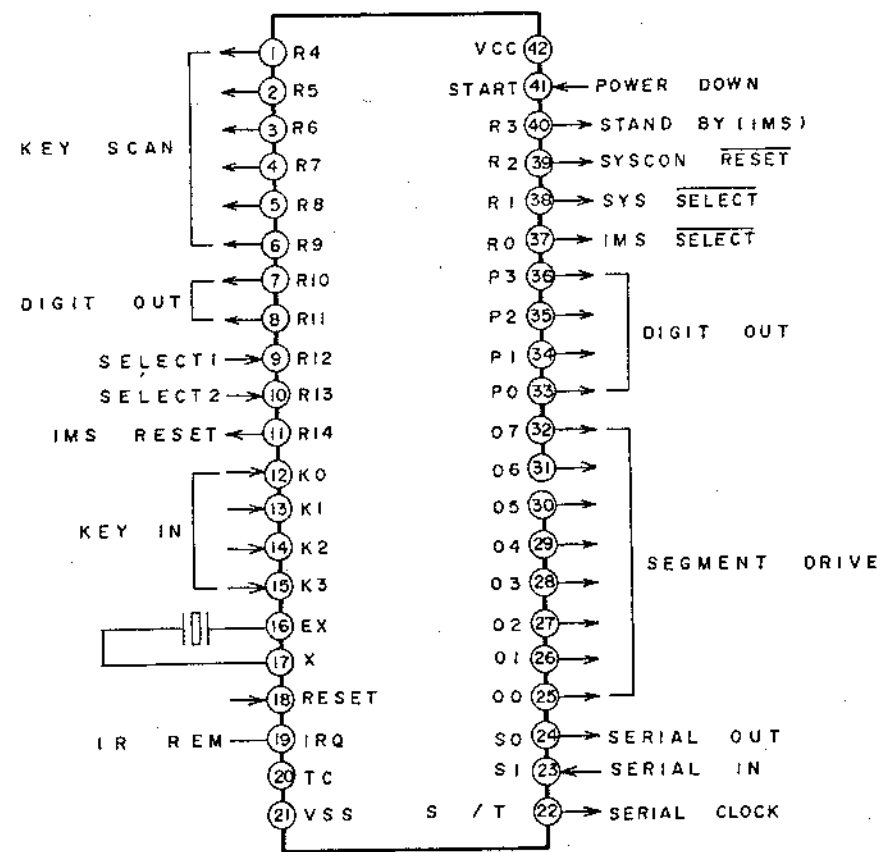 1 R4 VCC 42
2 R5 START 41 POWER DOWN
3 R6 R3 40 STAND BY (IMS)
KEY SCAN
4 R7 R2 39 SYSCON RESET
5 R8 R1 38 SYS SELECT
6 R9 R0 37 IMS SELECT
7 R10 P3 36
DIGIT OUT
8 R11 P2 35
DIGIT OUT
SELECT1 9 R12 P1 34
SELECT2 10 R13 P0 33
IMS RESET 11 R14 O7 32
12 K0 O6 31
13 K1 O5 30
KEY IN
14 K2 O4 29
SEGMENT DRIVE
15 K3 O3 28
16 EX O2 27
17 X O1 26
18 RESET O0 25
IR REM 19 IRQ SO 24 SERIAL OUT
20 TC SI 23 SERIAL IN
21 VSS S/T 22 SERIAL CLOCK